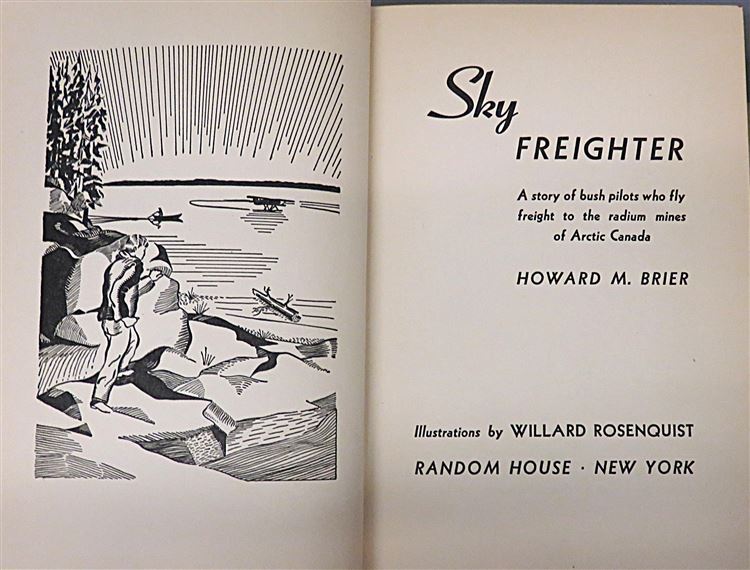 Sky
FREIGHTER
A story of bush pilots who fly
freight to the radium mines
of Arctic Canada
HOWARD M. BRIER
Illustrations by WILLARD ROSENQUIST
RANDOM HOUSE · NEW YORK